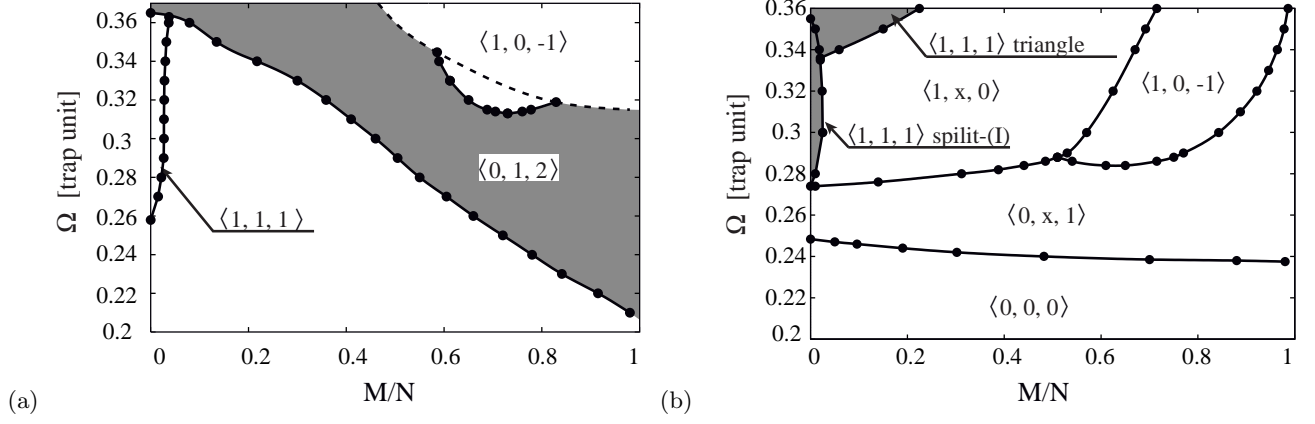 0.36
0.34
0.32
0.3
0.28
0.26
0.24
0.22
0.2
Ω [trap unit]
⟨1, 0, -1⟩
⟨0, 1, 2⟩
⟨1, 1, 1 ⟩
0 0.2 0.4 0.6 0.8 1
M/N
(a)
0.36
0.34
0.32
0.3
0.28
0.26
0.24
0.22
0.2
Ω [trap unit]
⟨1, 1, 1⟩ triangle
⟨1, x, 0⟩
⟨1, 0, -1⟩
⟨1, 1, 1⟩ spilit-(I)
⟨0, x, 1⟩
⟨0, 0, 0⟩
0 0.2 0.4 0.6 0.8 1
M/N
(b)